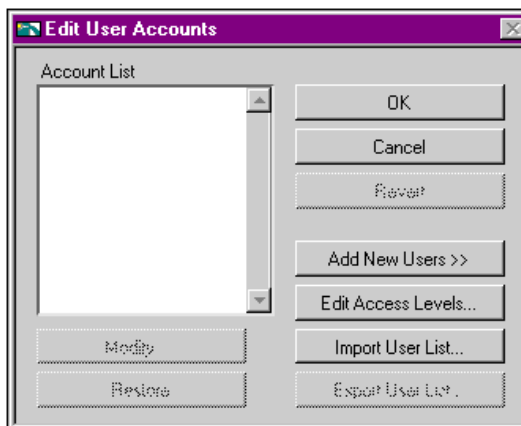 Edit User Accounts
Account List
OK
Cancel
Revert
Add New Users >>
Edit Access Levels...
Modify
Import User List...
Restore
Export User List...